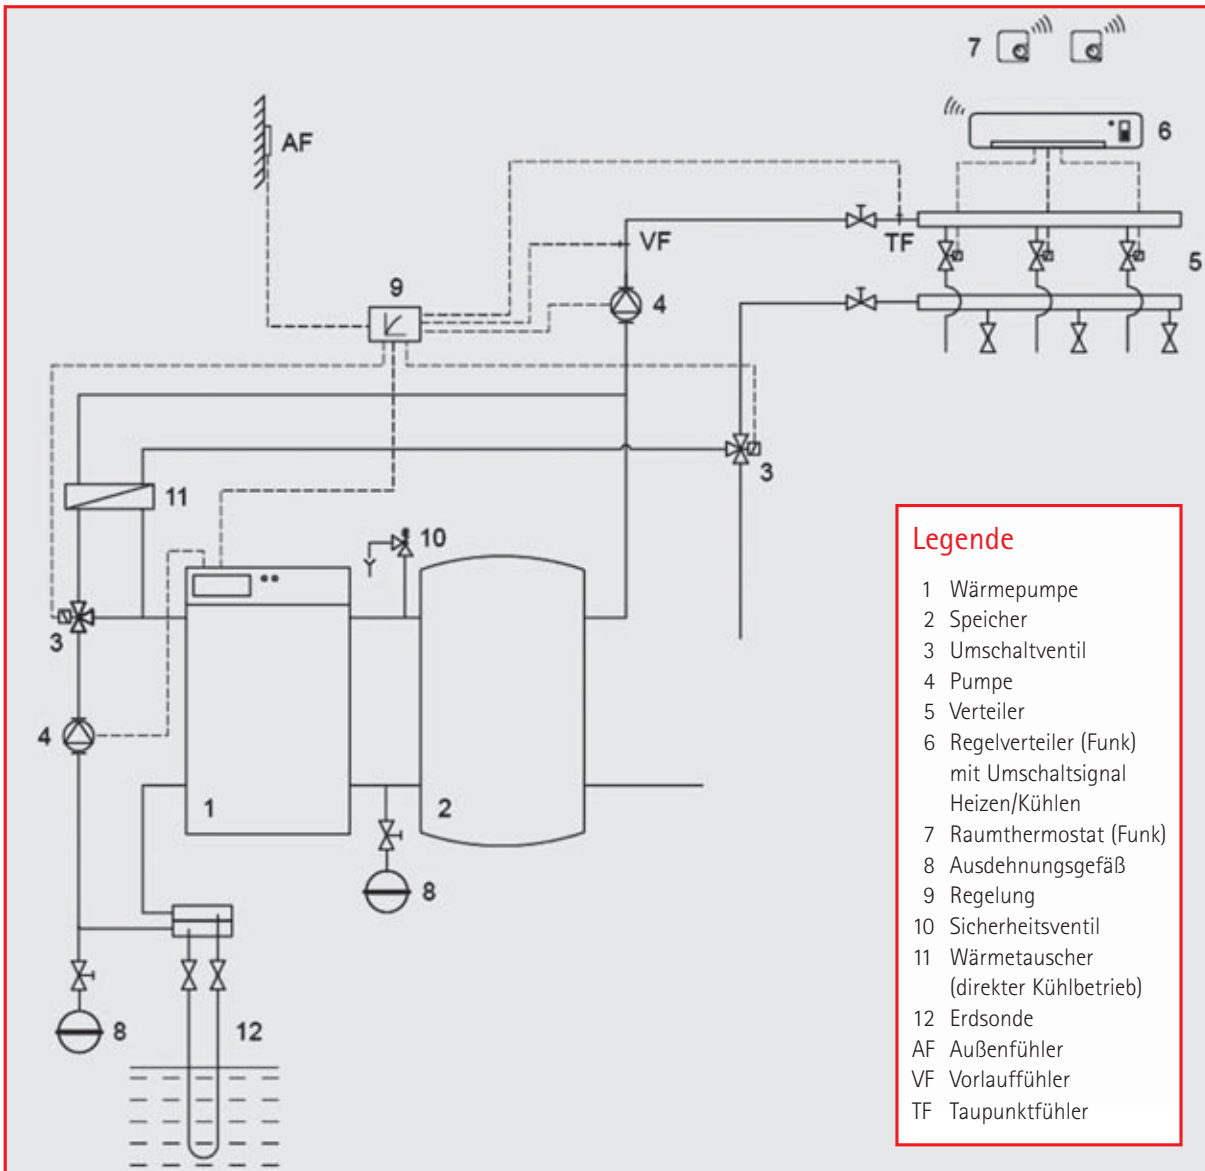 7
6
AF
VF
TF
5
9
4
3
11
10
3
4
1
2
8
8
12
Legende
1 Wärmepumpe
2 Speicher
3 Umschaltventil
4 Pumpe
5 Verteiler
6 Regelverteiler (Funk)
mit Umschaltsignal
Heizen/Kühlen
7 Raumthermostat (Funk)
8 Ausdehnungsgefäß
9 Regelung
10 Sicherheitsventil
11 Wärmetauscher
(direkter Kühlbetrieb)
12 Erdsonde
AF Außenfühler
VF Vorlauffühler
TF Taupunktfühler